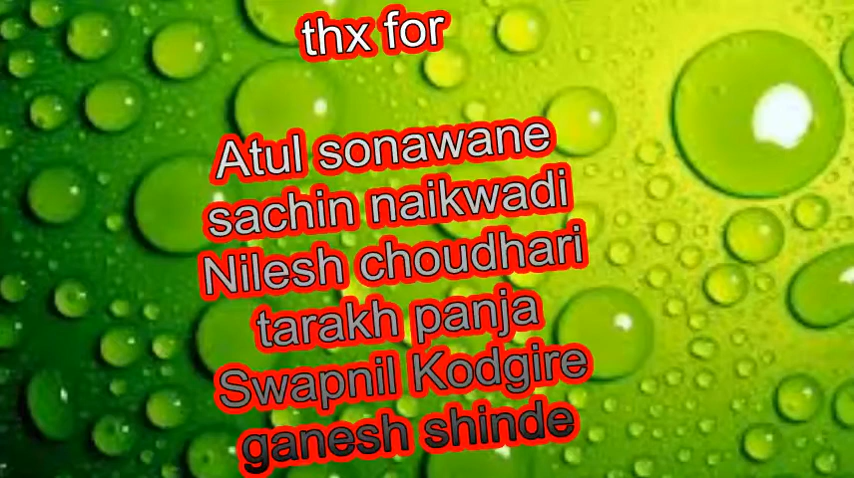 thx for
Atul sonawane
sachin naikwadi
Nilesh choudhari
tarakh panja
Swapnil Kodgire
ganesh shinde